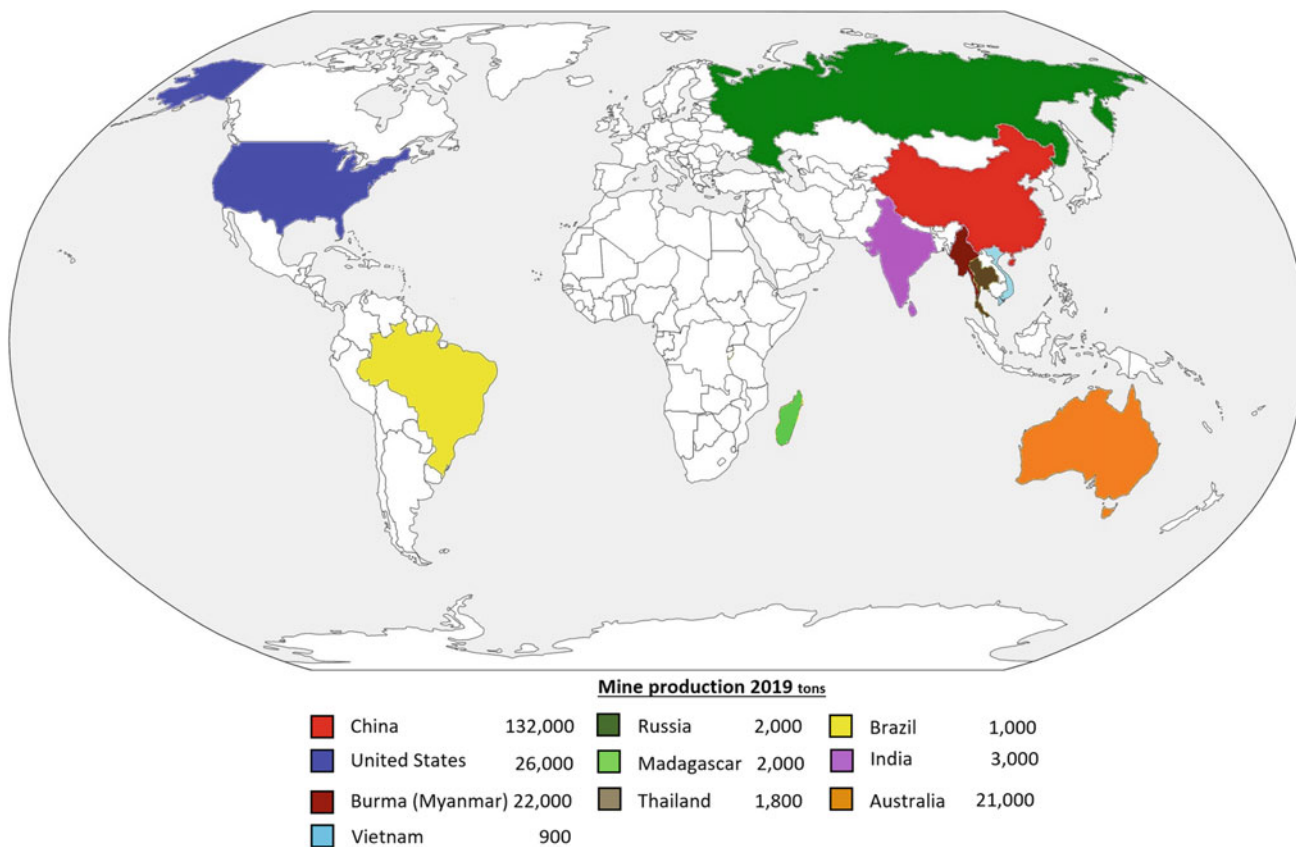 Mine production 2019 tons
China 132,000 Russia 2,000 Brazil 1,000
United States 26,000 Madagascar 2,000 India 3,000
Burma (Myanmar) 22,000 Thailand 1,800 Australia 21,000
Vietnam 900